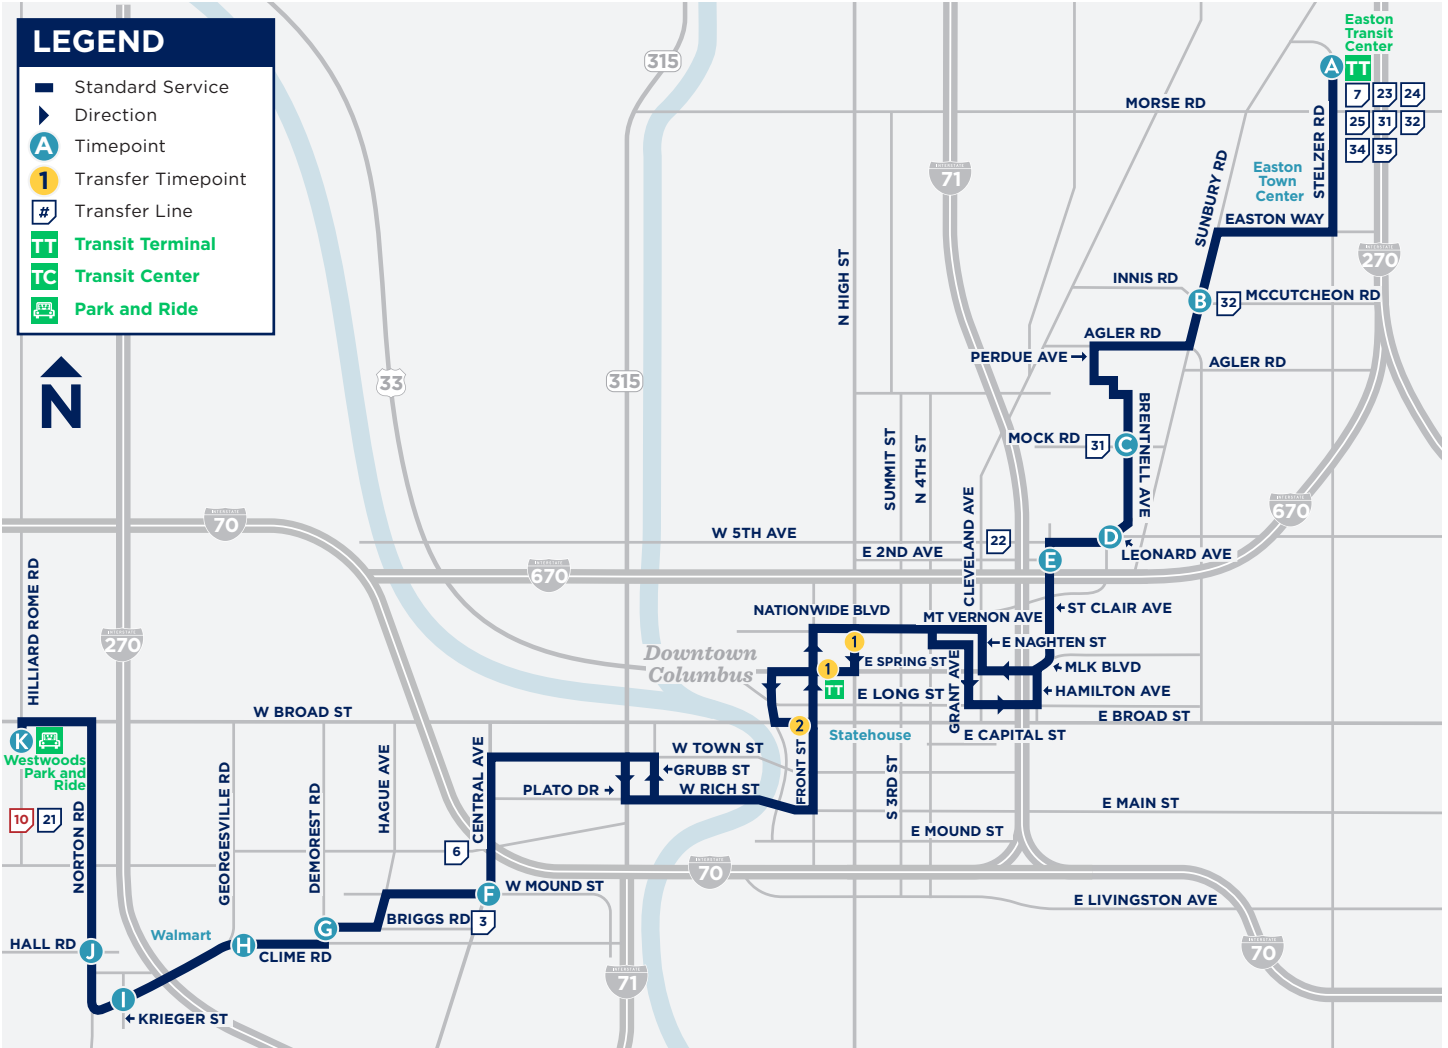 LEGEND
Standard Service
Direction
A
Timepoint
1
Transfer Timepoint
#
Transfer Line
TT
Transit Terminal
TC
Transit Center
Park and Ride
N
Easton
Transit
Center
A
TT
7
23
24
25
31
32
34
35
315
MORSE RD
71
STELZER RD
Easton
Town
Center
SUNBURY RD
EASTON WAY
270
N HIGH ST
INNIS RD
B
32
MCCUTCHEON RD
AGLER RD
PERDUE AVE
AGLER RD
33
315
BRENTNELL AVE
MOCK RD
31
C
SUMMIT ST
N 4TH ST
CLEVELAND AVE
670
70
W 5TH AVE
22
E 2ND AVE
D
LEONARD AVE
E
670
HILLIARD ROME RD
270
ST CLAIR AVE
NATIONWIDE BLVD
MT VERNON AVE
1
E NAGHTEN ST
Downtown
Columbus
E SPRING ST
1
TT
MLK BLVD
E LONG ST
GRANT AVE
HAMILTON AVE
W BROAD ST
2
Statehouse
E BROAD ST
E CAPITAL ST
K
Westwoods
Park and
Ride
10
21
NORTON RD
GEORGESVILLE RD
DEMOREST RD
HAGUE AVE
CENTRAL AVE
W TOWN ST
GRUBB ST
PLATO DR
W RICH ST
FRONT ST
S 3RD ST
E MAIN ST
E MOUND ST
6
70
F
W MOUND ST
BRIGGS RD
3
E LIVINGSTON AVE
G
Walmart
H
CLIME RD
HALL RD
J
70
71
I
KRIEGER ST